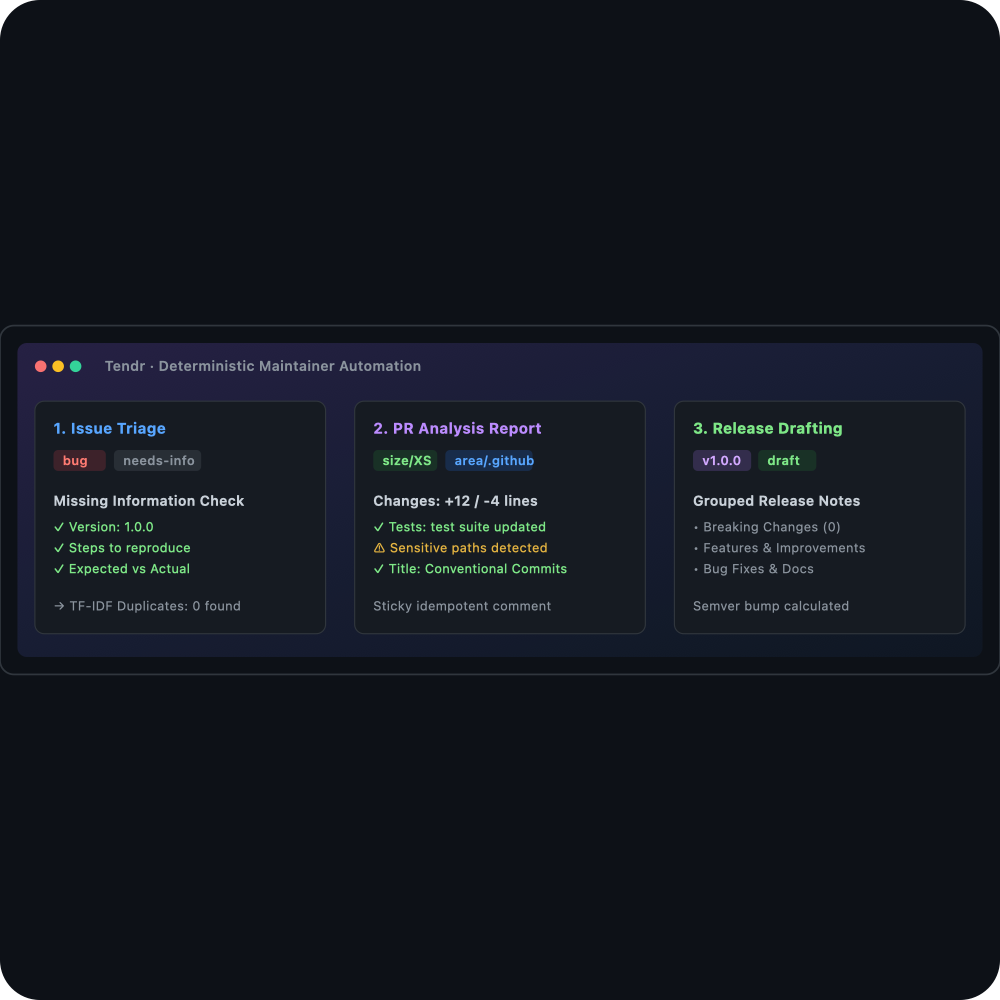 Tendr · Deterministic Maintainer Automation
1. Issue Triage
bug needs-info
Missing Information Check
✓ Version: 1.0.0
✓ Steps to reproduce
✓ Expected vs Actual
→ TF-IDF Duplicates: 0 found
2. PR Analysis Report
size/XS area/.github
Changes: +12 / -4 lines
✓ Tests: test suite updated
⚠ Sensitive paths detected
✓ Title: Conventional Commits
Sticky idempotent comment
3. Release Drafting
v1.0.0 draft
Grouped Release Notes
• Breaking Changes (0)
• Features & Improvements
• Bug Fixes & Docs
Semver bump calculated